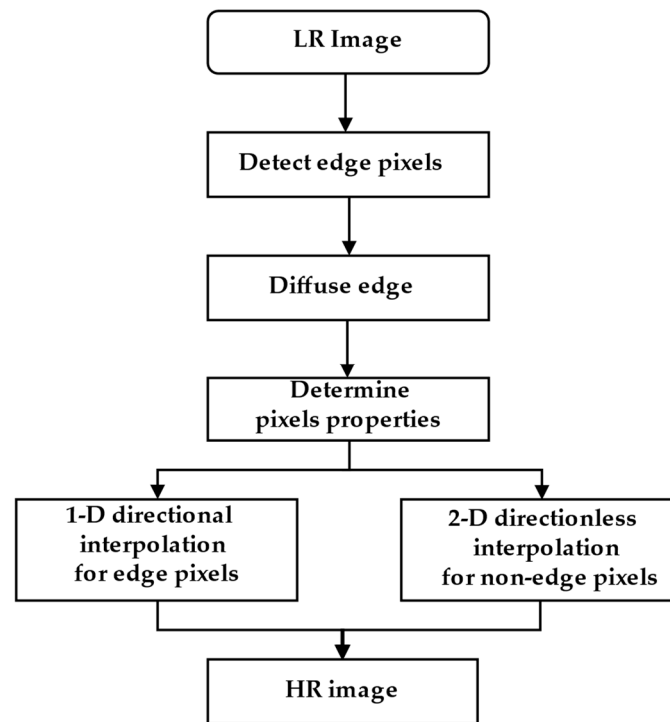 LR Image
Detect edge pixels
Diffuse edge
Determine
pixels properties
1-D directional
interpolation
for edge pixels
2-D directionless
interpolation
for non-edge pixels
HR image